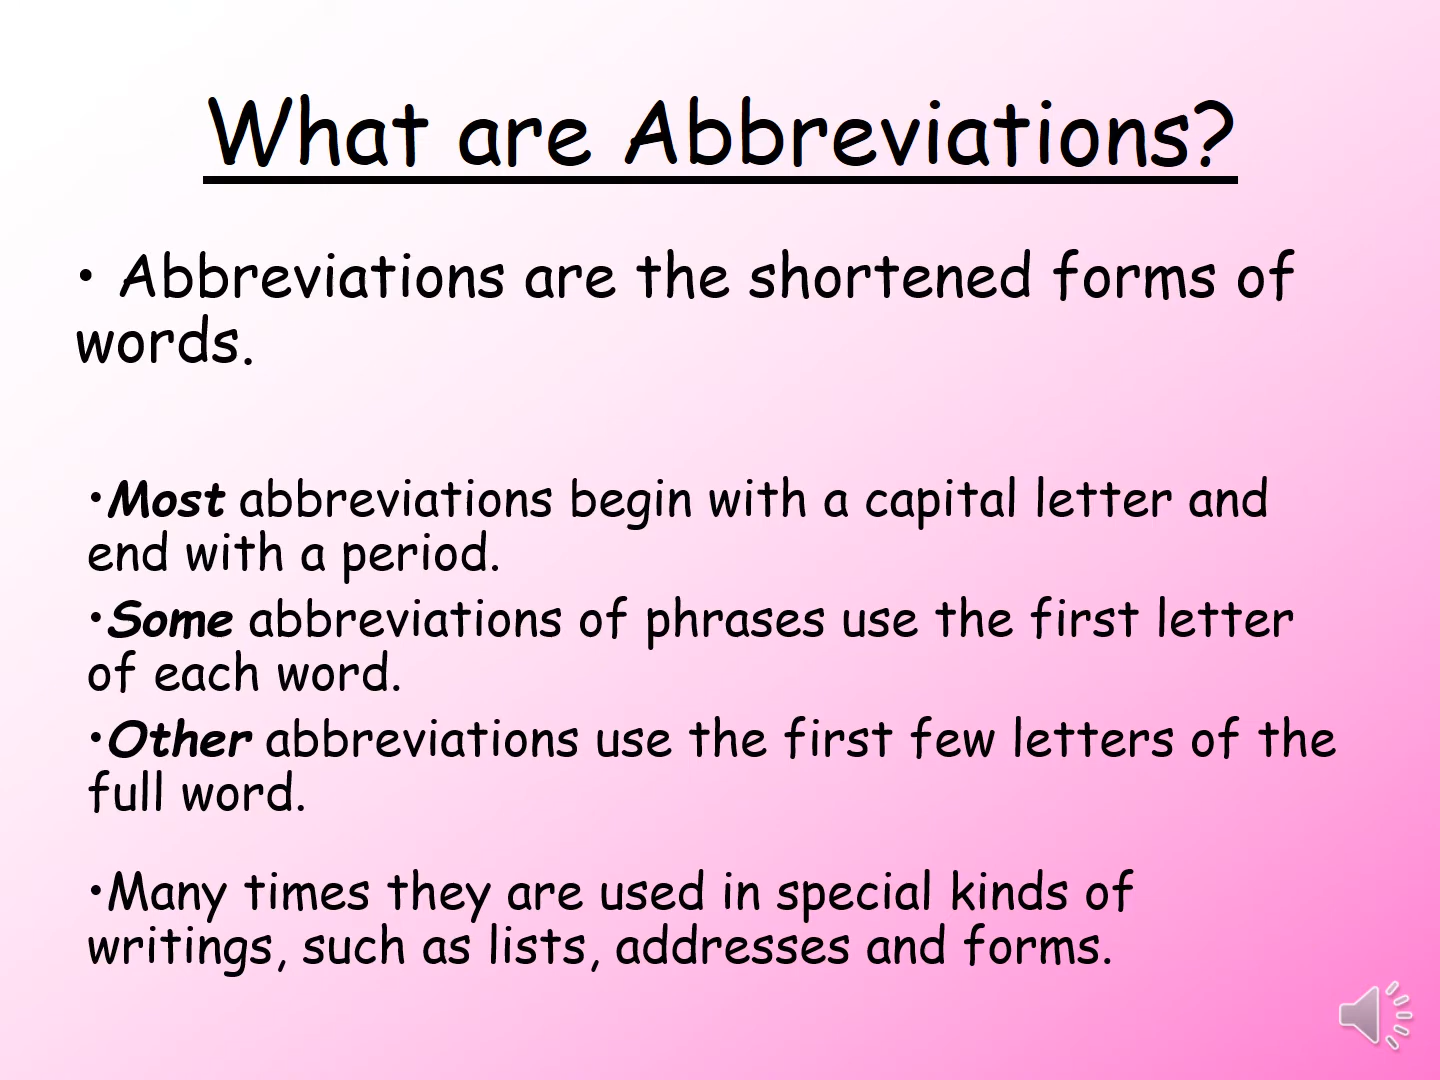 What are Abbreviations?
• Abbreviations are the shortened forms of
words.
•Most abbreviations begin with a capital letter and
end with a period.
•Some abbreviations of phrases use the first letter
of each word.
•Other abbreviations use the first few letters of the
full word.
•Many times they are used in special kinds of
writings, such as lists, addresses and forms.